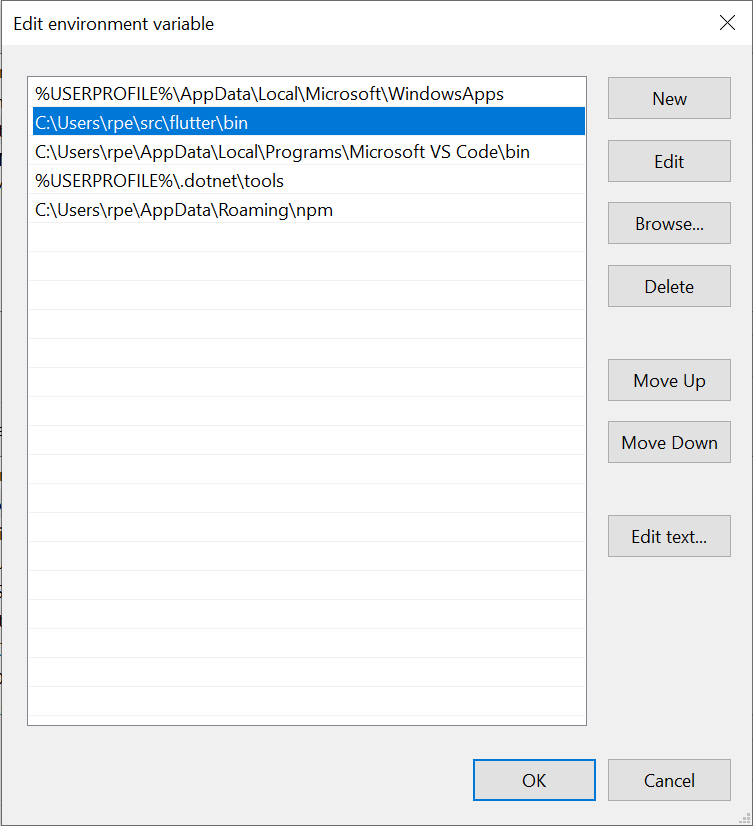 Edit environment variable
%USERPROFILE%\AppData\Local\Microsoft\WindowsApps
C:\Users\rpe\src\flutter\bin
C:\Users\rpe\AppData\Local\Programs\Microsoft VS Code\bin
%USERPROFILE%\.dotnet\tools
C:\Users\rpe\AppData\Roaming\npm
New
Edit
Browse...
Delete
Move Up
Move Down
Edit text...
OK
Cancel